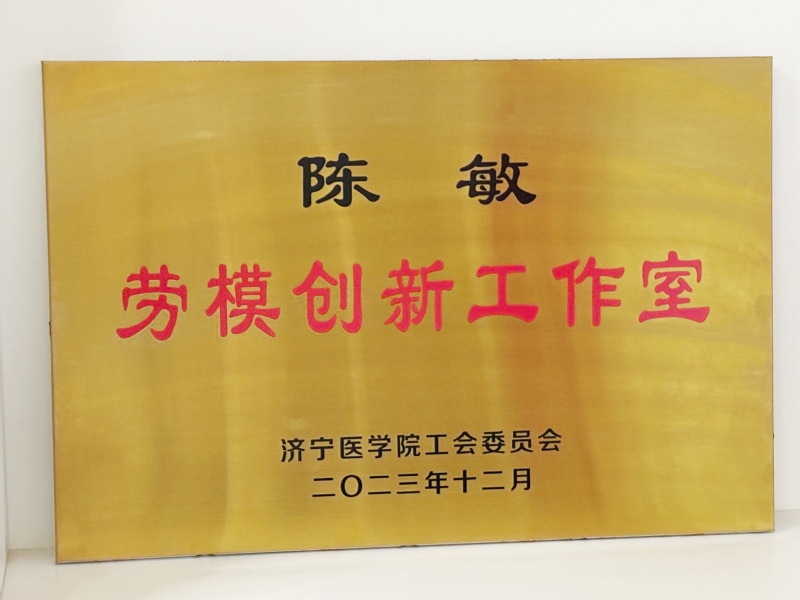 陈 敏
劳模创新工作室
济宁医学院工会委员会
二〇二三年十二月